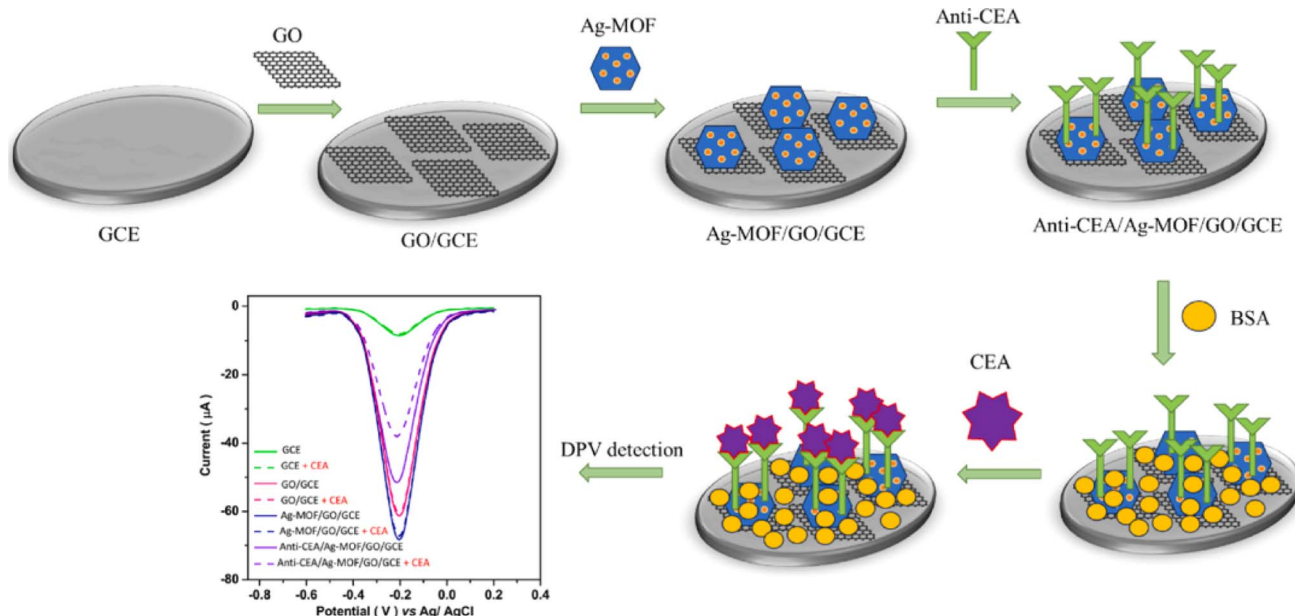 GO
Ag-MOF
Anti-CEA
GCE
GO/GCE
Ag-MOF/GO/GCE
Anti-CEA/Ag-MOF/GO/GCE
BSA
CEA
DPV detection
0
-20
-40
-60
-80
Current ( μA )
GCE
GCE + CEA
GO/GCE
GO/GCE + CEA
Ag-MOF/GO/GCE
Ag-MOF/GO/GCE + CEA
Anti-CEA/Ag-MOF/GO/GCE
Anti-CEA/Ag-MOF/GO/GCE + CEA
-0.8 -0.6 -0.4 -0.2 0.0 0.2 0.4
Potential ( V ) vs Ag/ AgCl